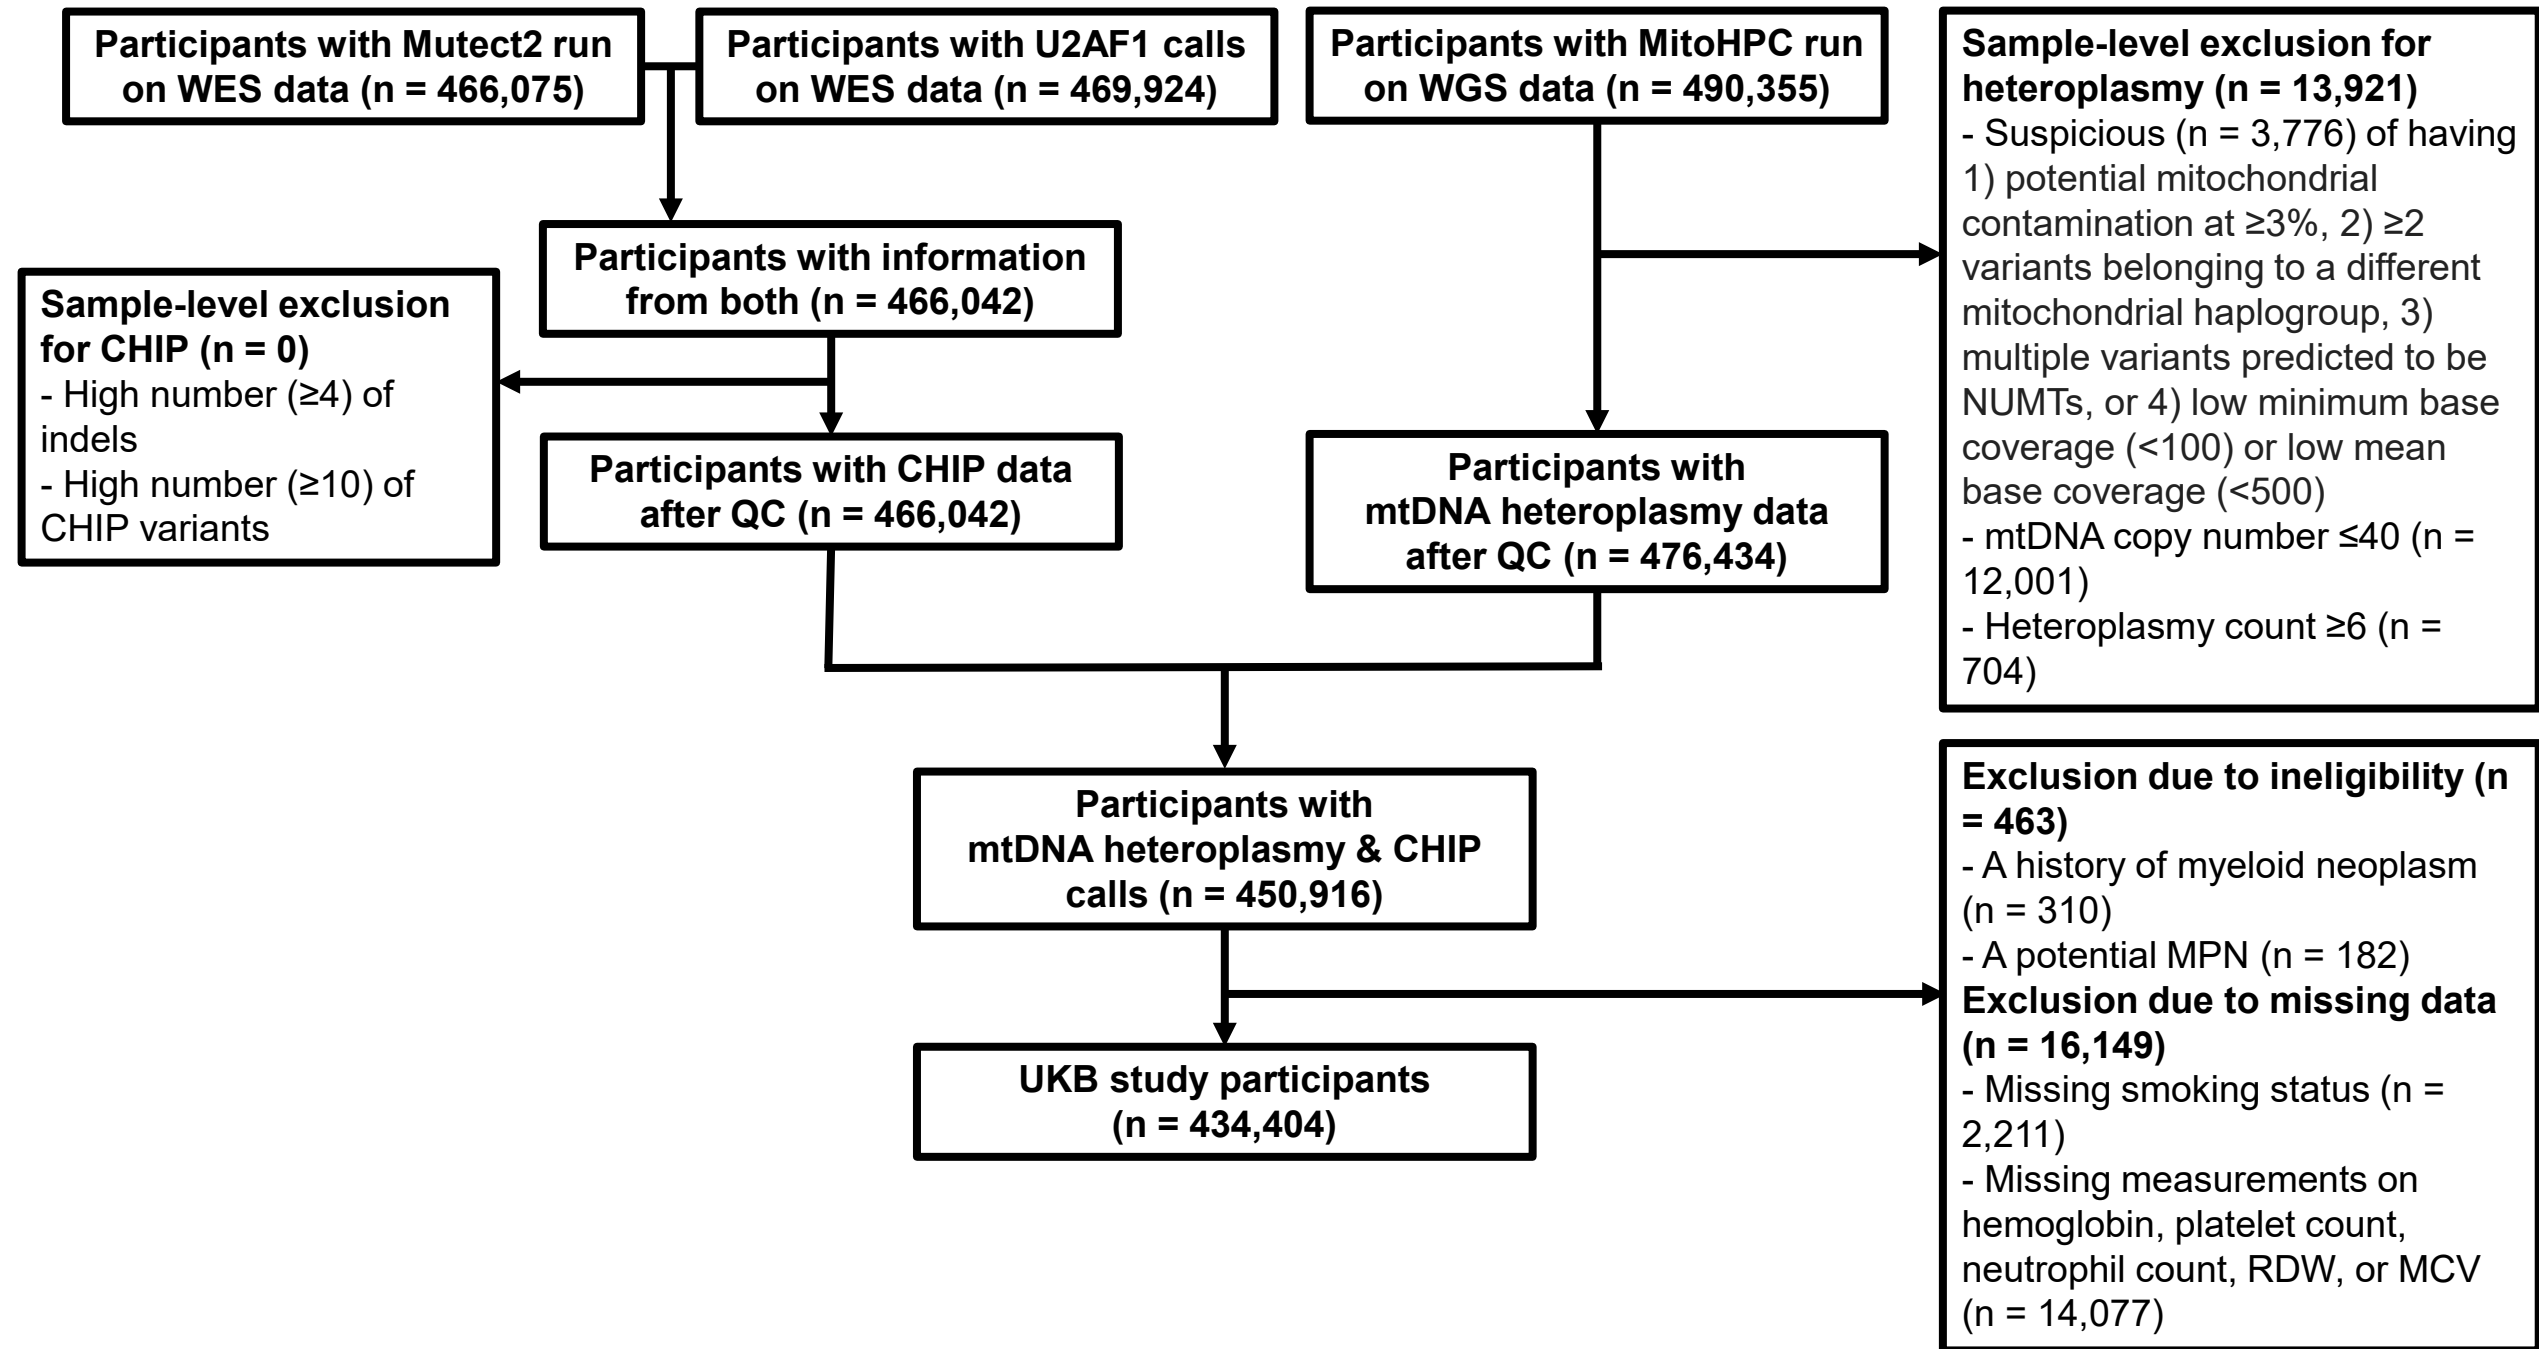 Participants with Mutect2 run
on WES data (n = 466,075)
Participants with U2AF1 calls
on WES data (n = 469,924)
Participants with MitoHPC run
on WGS data (n = 490,355)
Sample-level exclusion for
heteroplasmy (n = 13,921)
- Suspicious (n = 3,776) of having
1) potential mitochondrial
contamination at ≥3%, 2) ≥2
variants belonging to a different
mitochondrial haplogroup, 3)
multiple variants predicted to be
NUMTs, or 4) low minimum base
coverage (<100) or low mean
base coverage (<500)
- mtDNA copy number ≤40 (n =
12,001)
- Heteroplasmy count ≥6 (n =
704)
Participants with information
from both (n = 466,042)
Sample-level exclusion
for CHIP (n = 0)
- High number (≥4) of
indels
- High number (≥10) of
CHIP variants
Participants with CHIP data
after QC (n = 466,042)
Participants with
mtDNA heteroplasmy data
after QC (n = 476,434)
Participants with
mtDNA heteroplasmy & CHIP
calls (n = 450,916)
Exclusion due to ineligibility (n
= 463)
- A history of myeloid neoplasm
(n = 310)
- A potential MPN (n = 182)
Exclusion due to missing data
(n = 16,149)
- Missing smoking status (n =
2,211)
- Missing measurements on
hemoglobin, platelet count,
neutrophil count, RDW, or MCV
(n = 14,077)
UKB study participants
(n = 434,404)